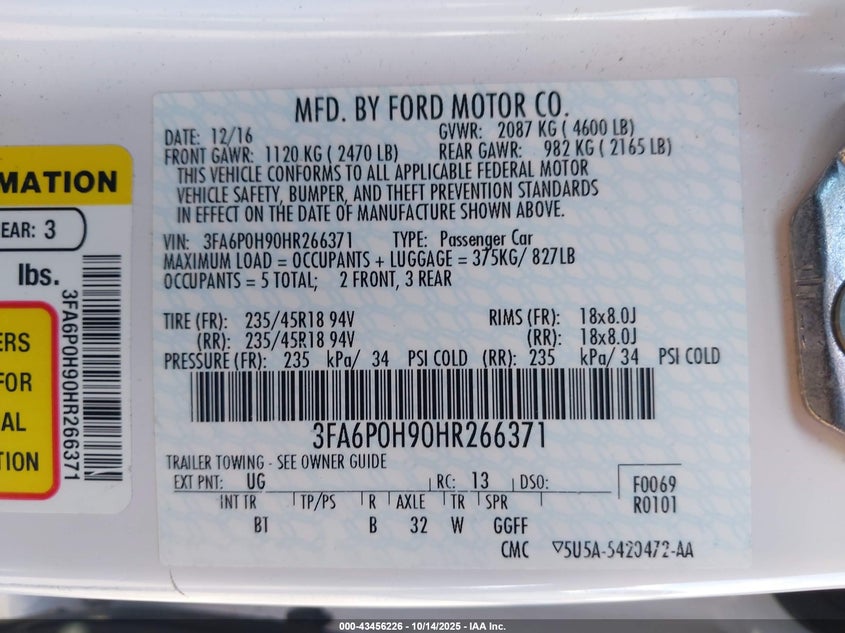 MFD. BY FORD MOTOR CO.
DATE: 12/16 GVWR: 2087 KG ( 4600 LB)
FRONT GAWR: 1120 KG ( 2470 LB) REAR GAWR: 982 KG ( 2165 LB)
THIS VEHICLE CONFORMS TO ALL APPLICABLE FEDERAL MOTOR
VEHICLE SAFETY, BUMPER, AND THEFT PREVENTION STANDARDS
IN EFFECT ON THE DATE OF MANUFACTURE SHOWN ABOVE.
VIN: 3FA6P0H90HR266371 TYPE: Passenger Car
MAXIMUM LOAD = OCCUPANTS + LUGGAGE = 375KG/ 827LB
OCCUPANTS = 5 TOTAL; 2 FRONT, 3 REAR
TIRE (FR): 235/45R18 94V RIMS (FR): 18x8.0J
(RR): 235/45R18 94V (RR): 18x8.0J
PRESSURE (FR): 235 kPa/ 34 PSI COLD (RR): 235 kPa/ 34 PSI COLD
3FA6P0H90HR266371
TRAILER TOWING - SEE OWNER GUIDE
EXT PNT: UG RC: 13 DSO: F0069
INT TR TP/PS R AXLE TR SPR R0101
BT B 32 W GGFF
CMC 5U5A-5420472-AA
MATION
EAR: 3
lbs.
3FA6P0H90HR266371
ERS
FOR
AL
TION
000-43456226 - 10/14/2025 - IAA Inc.